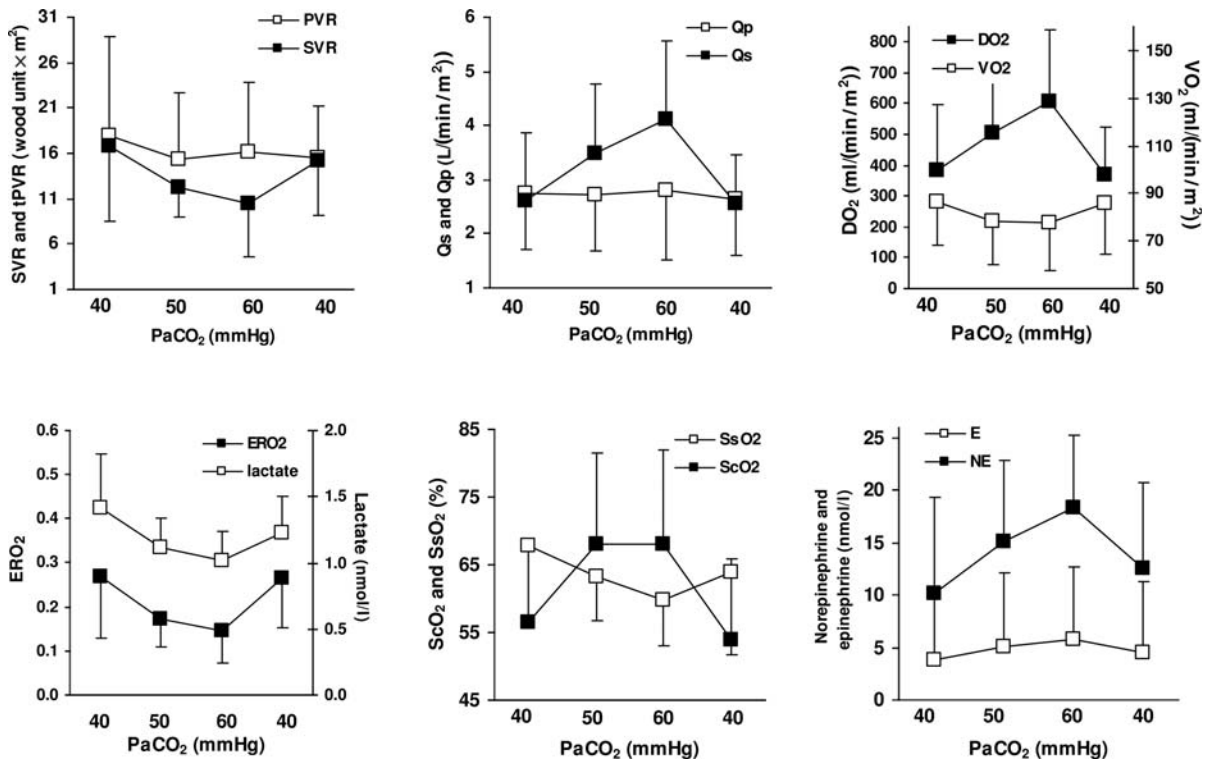 31
26
21
16
11
6
1
SVR and tPVR (wood unit × m²)
PVR
SVR
40 50 60 40
PaCO₂ (mmHg)
6
5
4
3
2
1
Qs and Qp (L/(min/m²))
Qp
Qs
40 50 60 40
PaCO₂ (mmHg)
800
700
600
500
400
300
200
100
0
DO₂ (ml/(min/m²))
DO2
VO2
150
130
110
90
70
50
VO₂ (ml/(min/m²))
40 50 60 40
PaCO₂ (mmHg)
0.6
0.5
0.4
0.3
0.2
0.1
0.0
ERO₂
ERO2
lactate
2.0
1.5
1.0
0.5
0.0
Lactate (nmol/l)
40 50 60 40
PaCO₂ (mmHg)
85
75
65
55
45
ScO₂ and SsO₂ (%)
SsO2
ScO2
40 50 60 40
PaCO₂ (mmHg)
25
20
15
10
5
0
Norepinephrine and
epinephrine (nmol/l)
E
NE
40 50 60 40
PaCO₂ (mmHg)